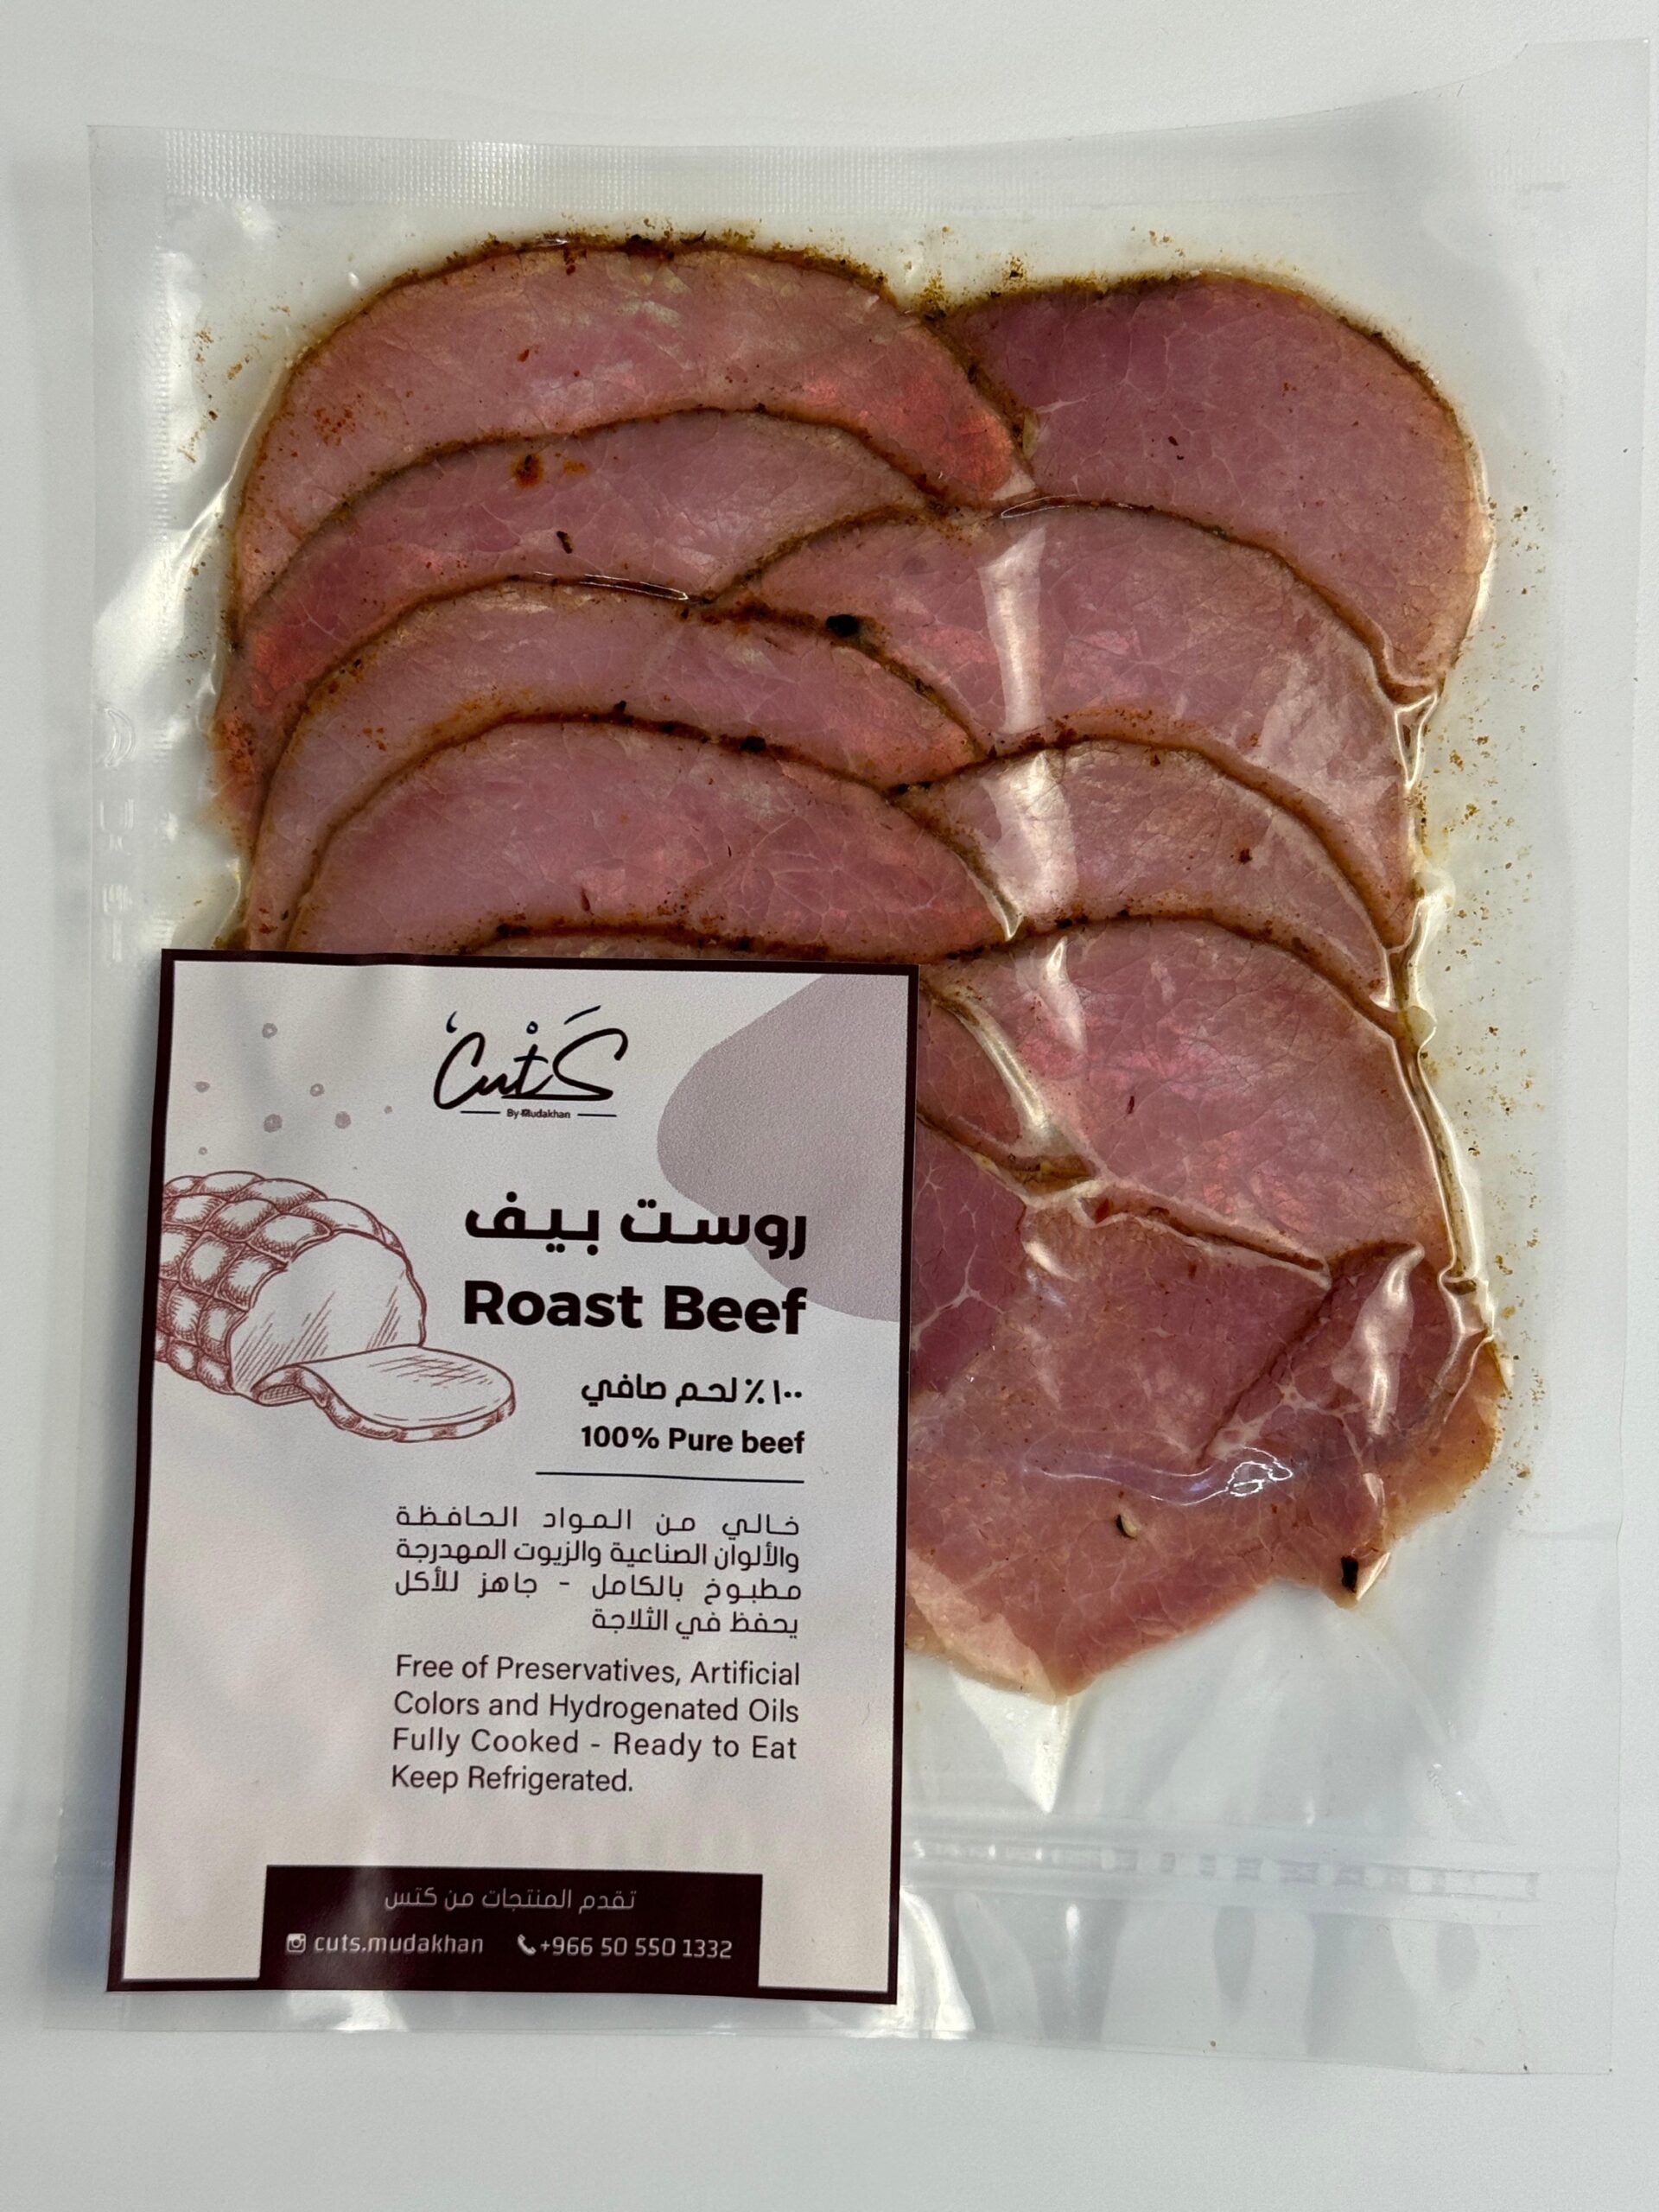 Cuts
By Mudakhan
روست بيف
Roast Beef
١٠٠٪ لحم صافي
100% Pure beef
خالي من المواد الحافظة
والألوان الصناعية والزيوت المهدرجة
مطبوخ بالكامل - جاهز للأكل
يحفظ في الثلاجة
Free of Preservatives, Artificial
Colors and Hydrogenated Oils
Fully Cooked - Ready to Eat
Keep Refrigerated.
تقدم المنتجات من كتس
cuts.mudakhan +966 50 550 1332